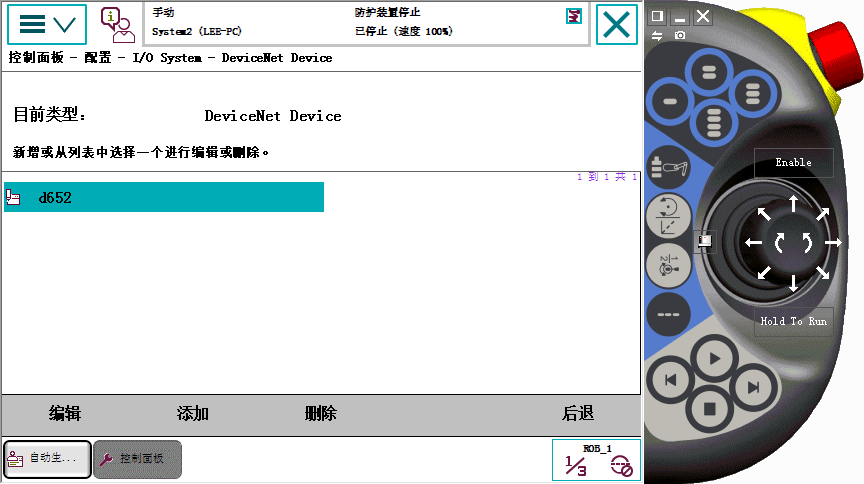 手动
System2 (LEE-PC)
防护装置停止
已停止 (速度 100%)
控制面板 - 配置 - I/O System - DeviceNet Device
目前类型: DeviceNet Device
新增或从列表中选择一个进行编辑或删除。
1 到 1 共 1
d652
编辑 添加 删除 后退
自动生... 控制面板
ROB_1
1/3
Enable
1/2
Hold To Run